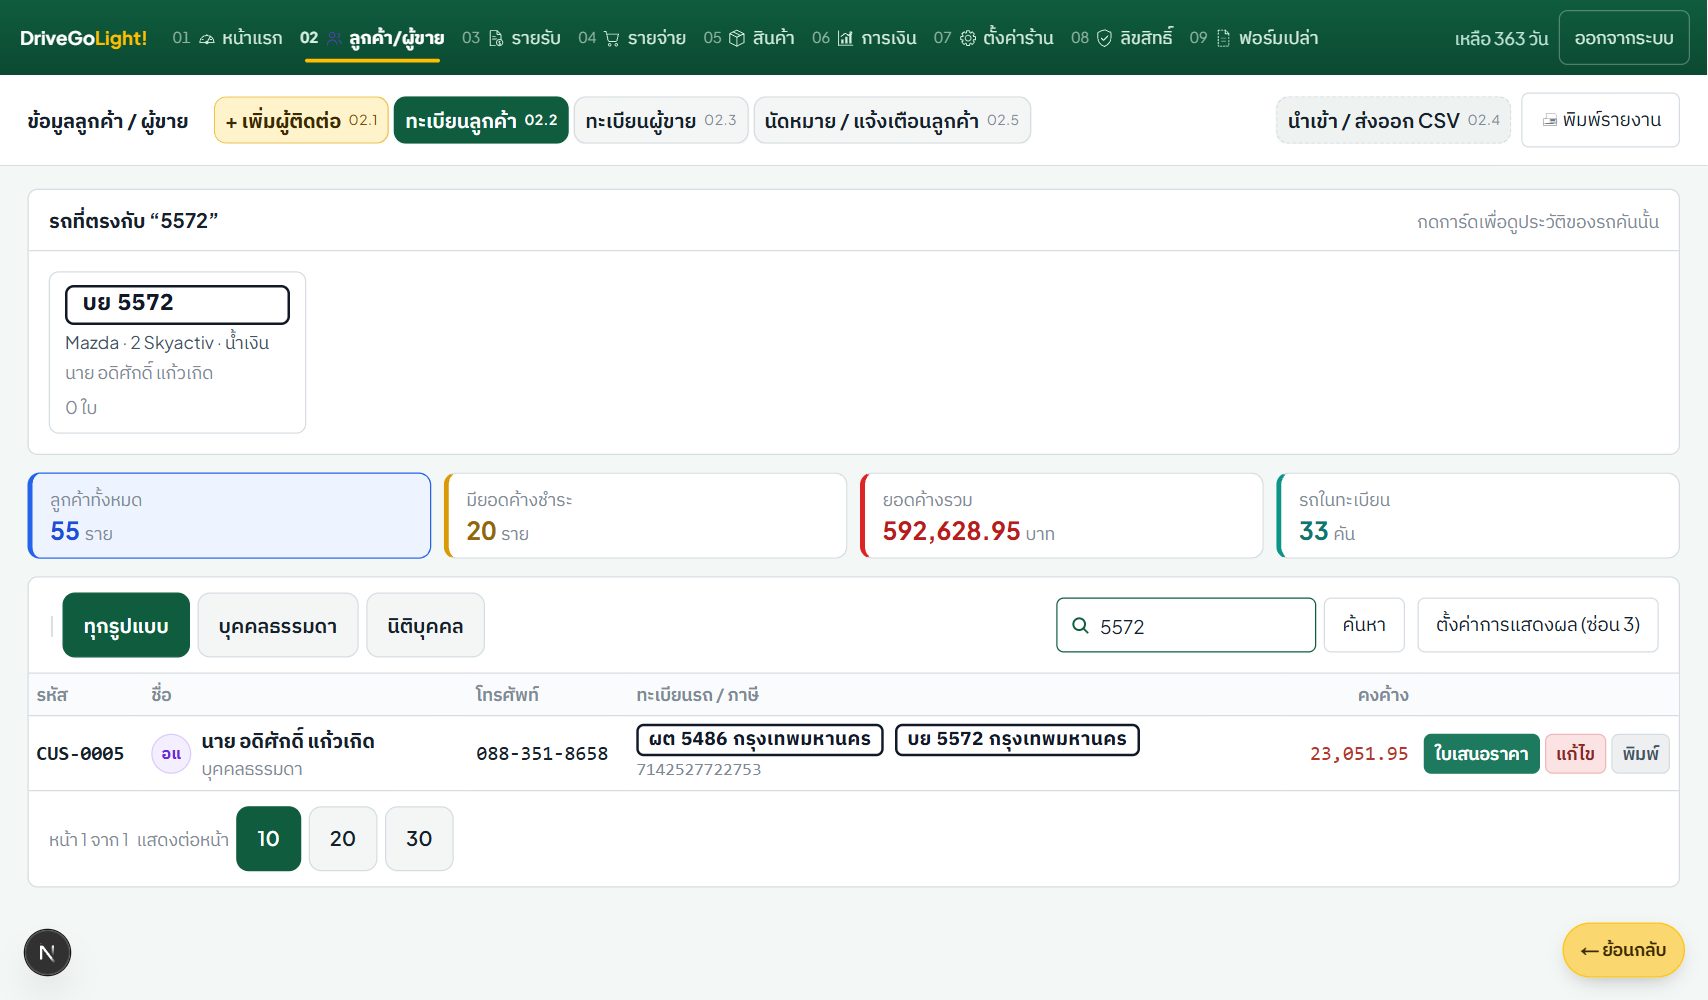 DriveGoLight! 01 หน้าแรก 02 ลูกค้า/ผู้ขาย 03 รายรับ 04 รายจ่าย 05 สินค้า 06 การเงิน 07 ตั้งค่าร้าน 08 ลิขสิทธิ์ 09 ฟอร์มเปล่า เหลือ 363 วัน ออกจากระบบ
ข้อมูลลูกค้า / ผู้ขาย + เพิ่มผู้ติดต่อ 02.1 ทะเบียนลูกค้า 02.2 ทะเบียนผู้ขาย 02.3 นัดหมาย / แจ้งเตือนลูกค้า 02.5 นำเข้า / ส่งออก CSV 02.4 พิมพ์รายงาน
รถที่ตรงกับ “5572” กดการ์ดเพื่อดูประวัติของรถคันนั้น
บย 5572
Mazda · 2 Skyactiv · น้ำเงิน
นาย อดิศักดิ์ แก้วเกิด
0 ใบ
ลูกค้าทั้งหมด มียอดค้างชำระ ยอดค้างรวม รถในทะเบียน
55 ราย 20 ราย 592,628.95 บาท 33 คัน
ทุกรูปแบบ บุคคลธรรมดา นิติบุคคล 5572 ค้นหา ตั้งค่าการแสดงผล (ซ่อน 3)
รหัส ชื่อ โทรศัพท์ ทะเบียนรถ / ภาษี คงค้าง
CUS-0005 อแ นาย อดิศักดิ์ แก้วเกิด 088-351-8658 ผต 5486 กรุงเทพมหานคร บย 5572 กรุงเทพมหานคร 23,051.95 ใบเสนอราคา แก้ไข พิมพ์
บุคคลธรรมดา 7142527722753
หน้า 1 จาก 1 แสดงต่อหน้า 10 20 30
N ← ย้อนกลับ